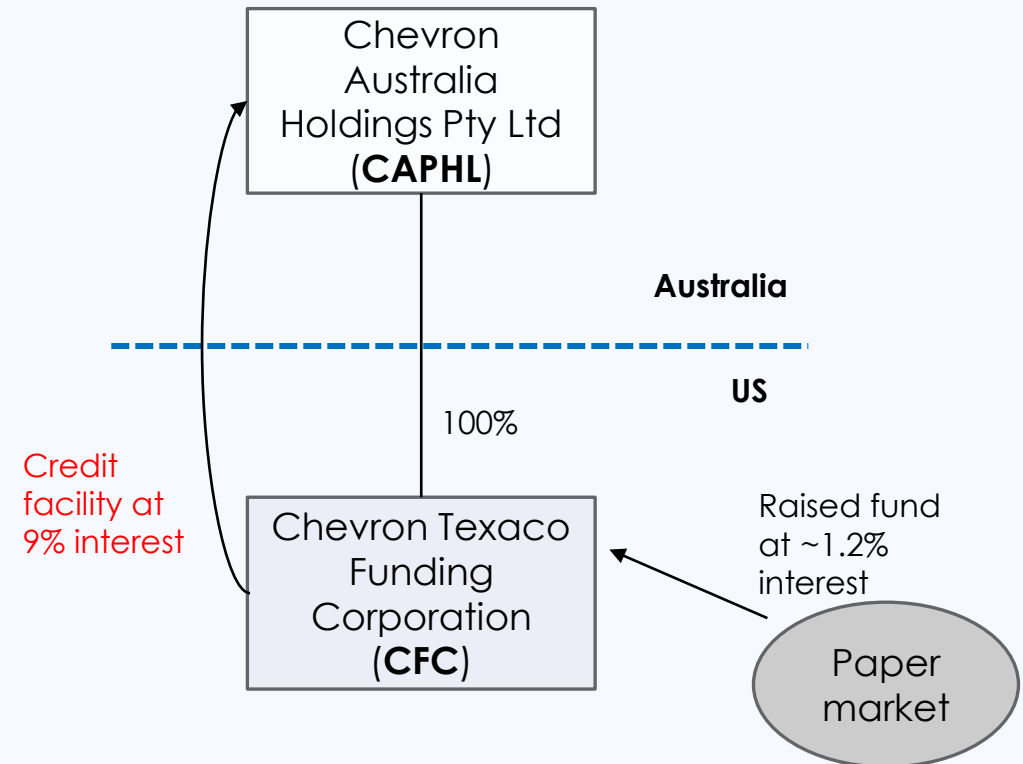 Chevron
Australia
Holdings Pty Ltd
(CAPHL)
Australia
US
100%
Credit
facility at
9% interest
Chevron Texaco
Funding
Corporation
(CFC)
Raised fund
at ~1.2%
interest
Paper
market